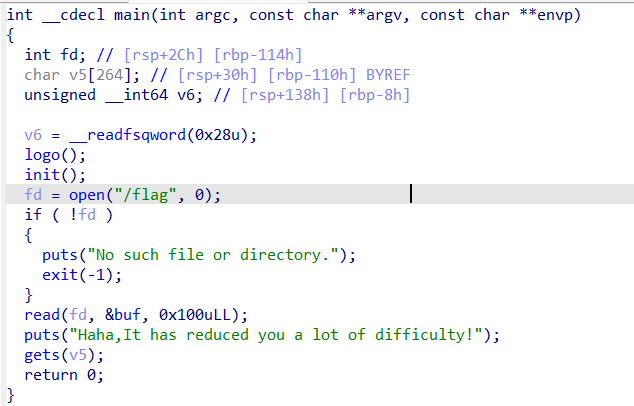 int __cdecl main(int argc, const char **argv, const char **envp)
{
int fd; // [rsp+2Ch] [rbp-114h]
char v5[264]; // [rsp+30h] [rbp-110h] BYREF
unsigned __int64 v6; // [rsp+138h] [rbp-8h]
v6 = __readfsqword(0x28u);
logo();
init();
fd = open("/flag", 0);
if ( !fd )
{
puts("No such file or directory.");
exit(-1);
}
read(fd, &buf, 0x100uLL);
puts("Haha,It has reduced you a lot of difficulty!");
gets(v5);
return 0;
}